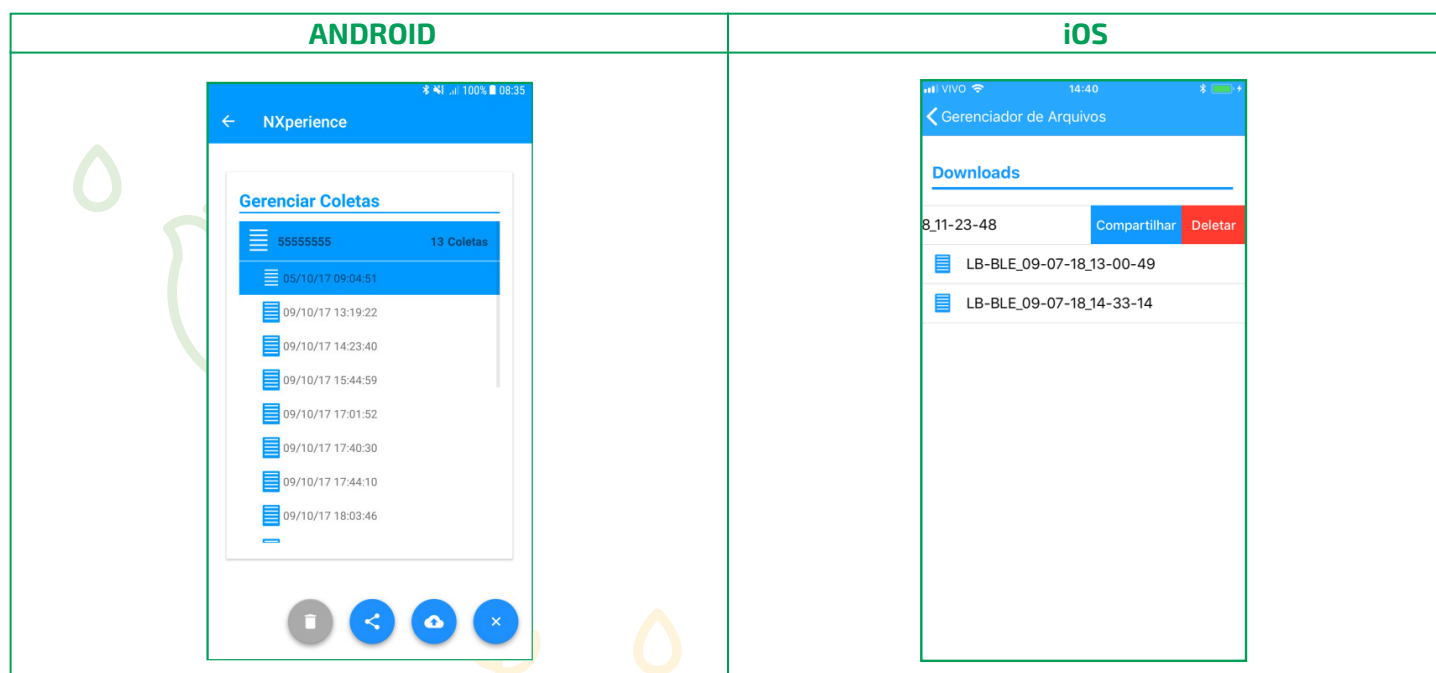 ANDROID
iOS
100% 08:35
NXperience
Gerenciar Coletas
55555555 13 Coletas
05/10/17 09:04:51
09/10/17 13:19:22
09/10/17 14:23:40
09/10/17 15:44:59
09/10/17 17:01:52
09/10/17 17:40:30
09/10/17 17:44:10
09/10/17 18:03:46
VIVO 14:40
Gerenciador de Arquivos
Downloads
8_11-23-48 Compartilhar Deletar
LB-BLE_09-07-18_13-00-49
LB-BLE_09-07-18_14-33-14